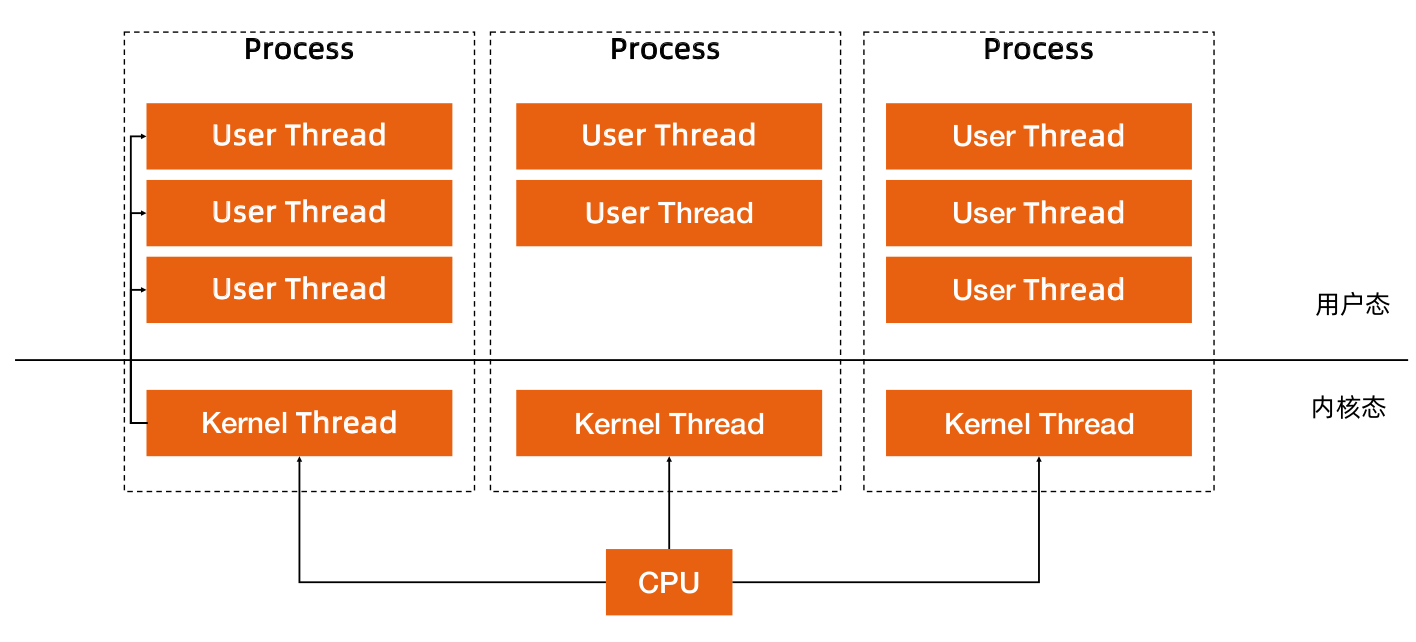 Process
Process
Process
User Thread
User Thread
User Thread
User Thread
User Thread
User Thread
User Thread
User Thread
用户态
Kernel Thread
Kernel Thread
Kernel Thread
内核态
CPU